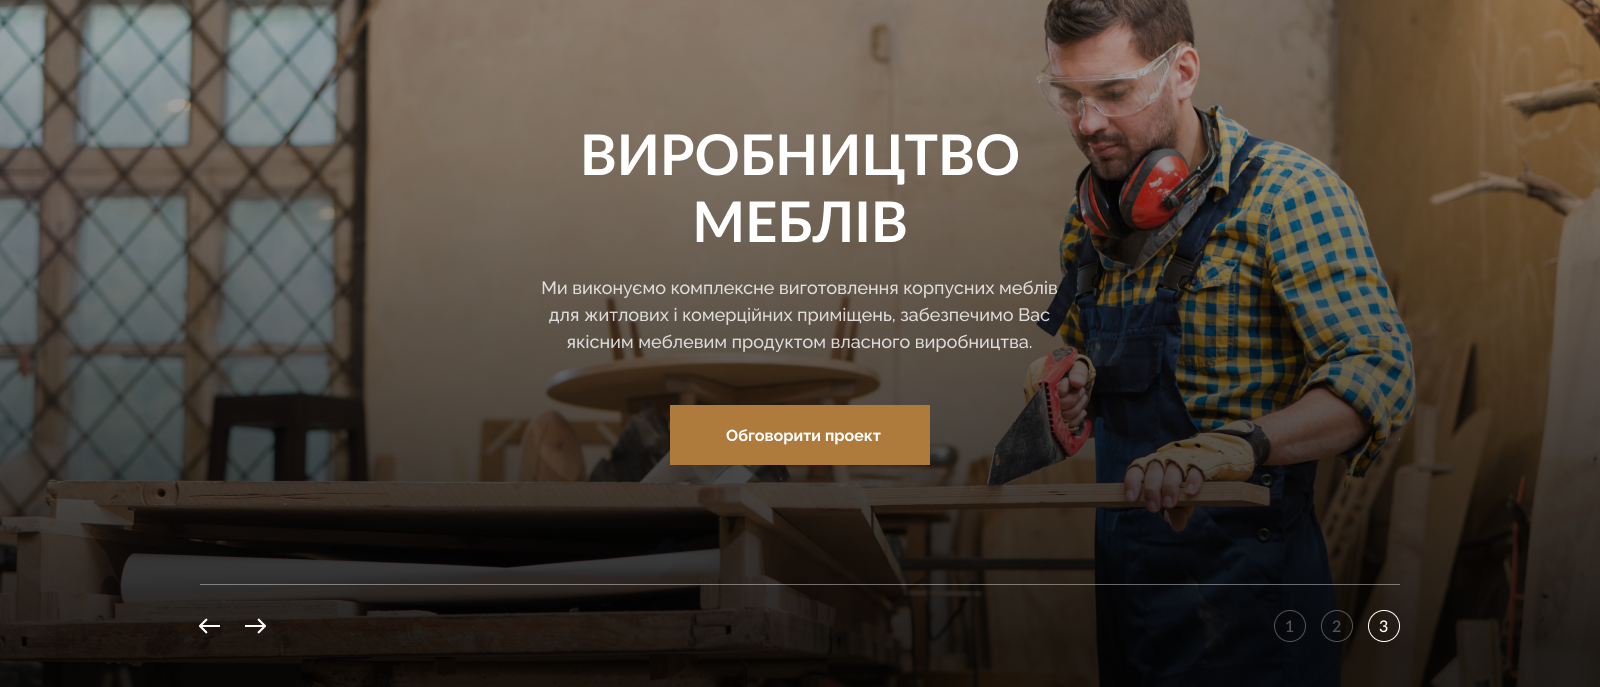 ВИРОБНИЦТВО
МЕБЛІВ
Ми виконуємо комплексне виготовлення корпусних меблів
для житлових і комерційних приміщень, забезпечимо Вас
якісним меблевим продуктом власного виробництва.
Обговорити проект
1 2 3